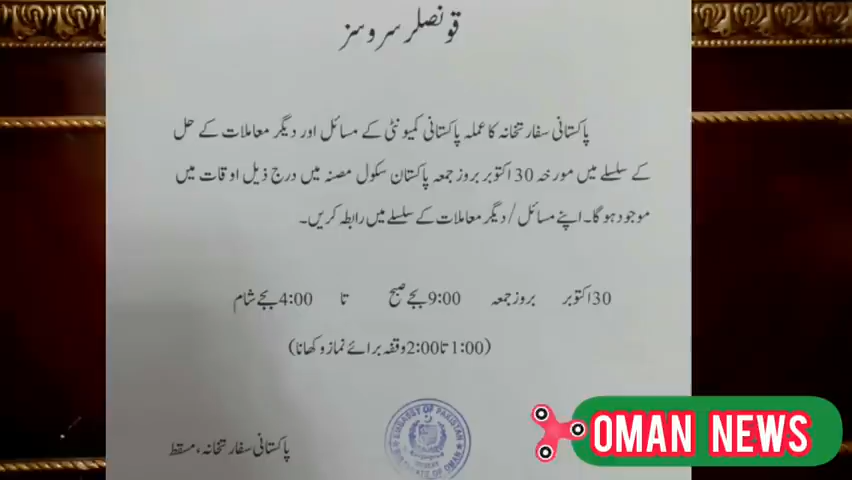 قونصلر سروسز
پاکستانی سفارتخانہ کا عملہ پاکستانی کمیونٹی کے مسائل اور دیگر معاملات کے حل
کے سلسلے میں مورخہ 30 اکتوبر بروز جمعہ پاکستان سکول مصنہ میں درج ذیل اوقات میں
موجود ہو گا۔ اپنے مسائل / دیگر معاملات کے سلسلے میں رابطہ کریں۔
30 اکتوبر بروز جمعہ 9:00 بجے صبح تا 4:00 بجے شام
(1:00 تا 2:00 وقفہ برائے نماز و کھانا)
EMBASSY OF PAKISTAN
پاکستانی سفارتخانہ، مسقط
OMAN NEWS